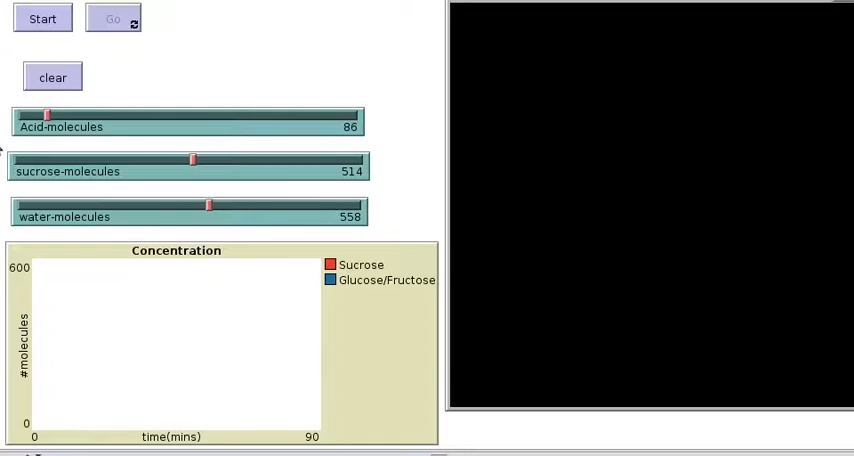 Start
Go
clear
Acid-molecules 86
sucrose-molecules 514
water-molecules 558
Concentration
600
#molecules
0
0 time(mins) 90
Sucrose
Glucose/Fructose